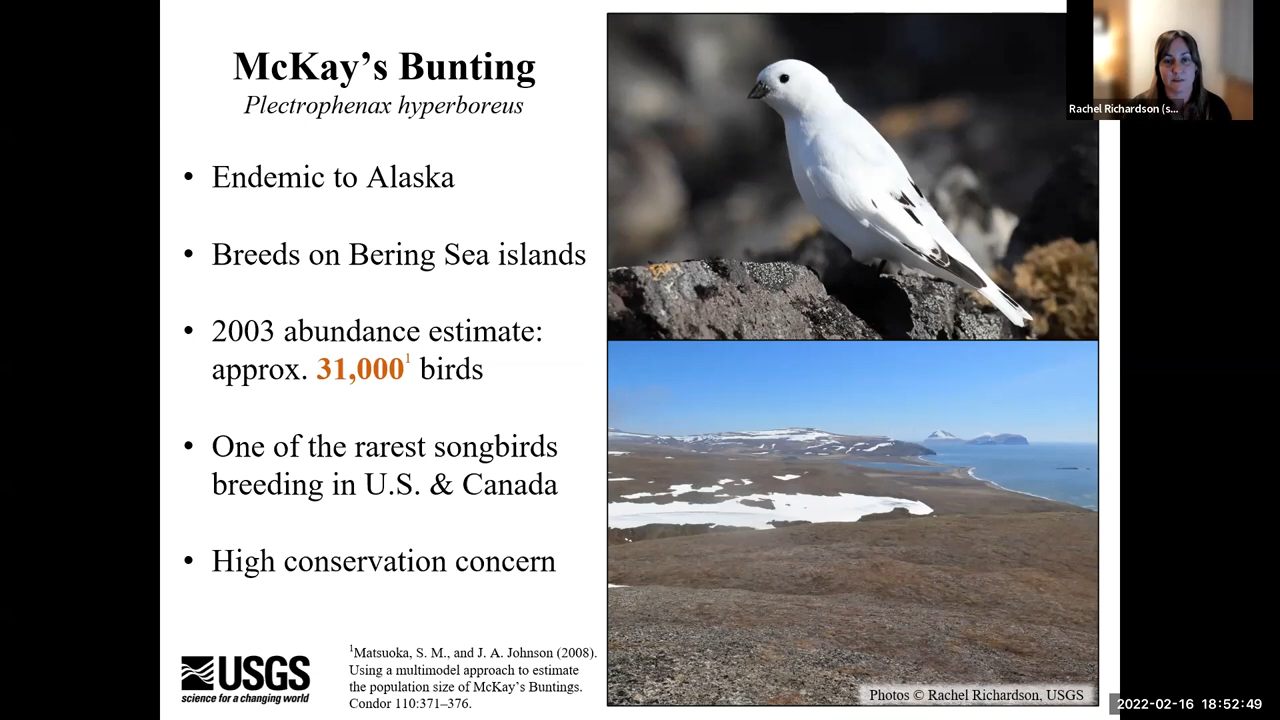 McKay's Bunting
Plectrophenax hyperboreus
• Endemic to Alaska
• Breeds on Bering Sea islands
• 2003 abundance estimate:
approx. 31,000¹ birds
• One of the rarest songbirds
breeding in U.S. & Canada
• High conservation concern
USGS
science for a changing world
¹Matsuoka, S. M., and J. A. Johnson (2008).
Using a multimodel approach to estimate
the population size of McKay's Buntings.
Condor 110:371–376.
Photos © Rachel Richardson, USGS
Rachel Richardson (s...
2022-02-16 18:52:49